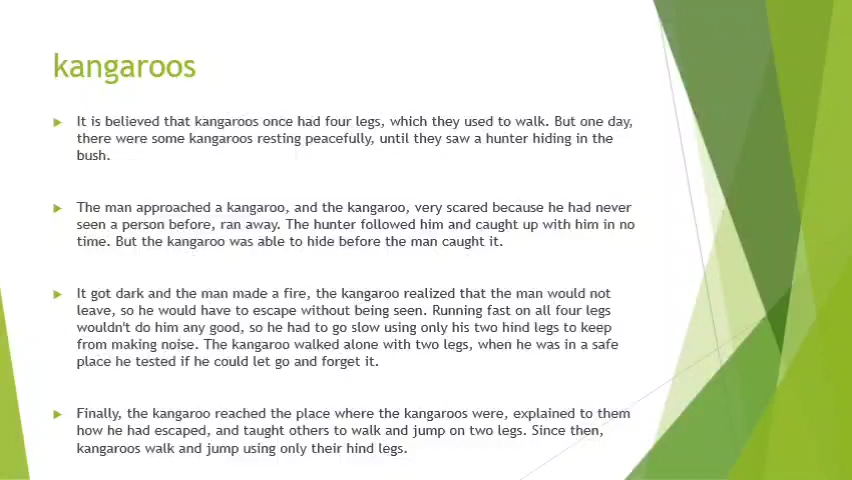 kangaroos
It is believed that kangaroos once had four legs, which they used to walk. But one day,
there were some kangaroos resting peacefully, until they saw a hunter hiding in the
bush.
The man approached a kangaroo, and the kangaroo, very scared because he had never
seen a person before, ran away. The hunter followed him and caught up with him in no
time. But the kangaroo was able to hide before the man caught it.
It got dark and the man made a fire, the kangaroo realized that the man would not
leave, so he would have to escape without being seen. Running fast on all four legs
wouldn't do him any good, so he had to go slow using only his two hind legs to keep
from making noise. The kangaroo walked alone with two legs, when he was in a safe
place he tested if he could let go and forget it.
Finally, the kangaroo reached the place where the kangaroos were, explained to them
how he had escaped, and taught others to walk and jump on two legs. Since then,
kangaroos walk and jump using only their hind legs.